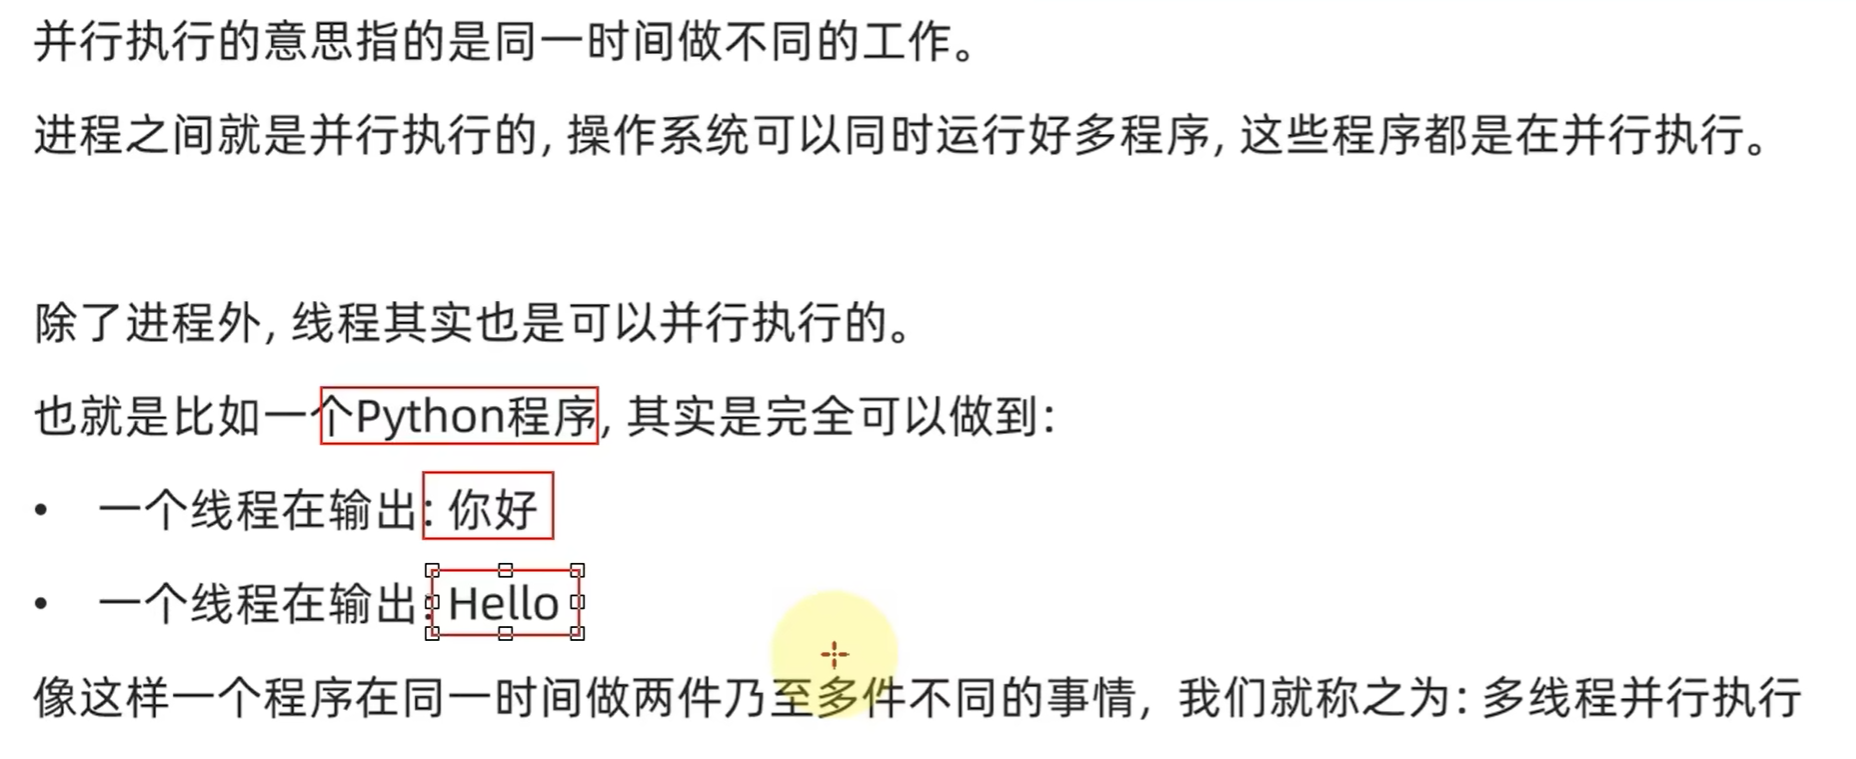 并行执行的意思指的是同一时间做不同的工作。
进程之间就是并行执行的, 操作系统可以同时运行好多程序, 这些程序都是在并行执行。
除了进程外, 线程其实也是可以并行执行的。
也就是比如一个Python程序, 其实是完全可以做到:
• 一个线程在输出: 你好
• 一个线程在输出: Hello
像这样一个程序在同一时间做两件乃至多件不同的事情, 我们就称之为: 多线程并行执行